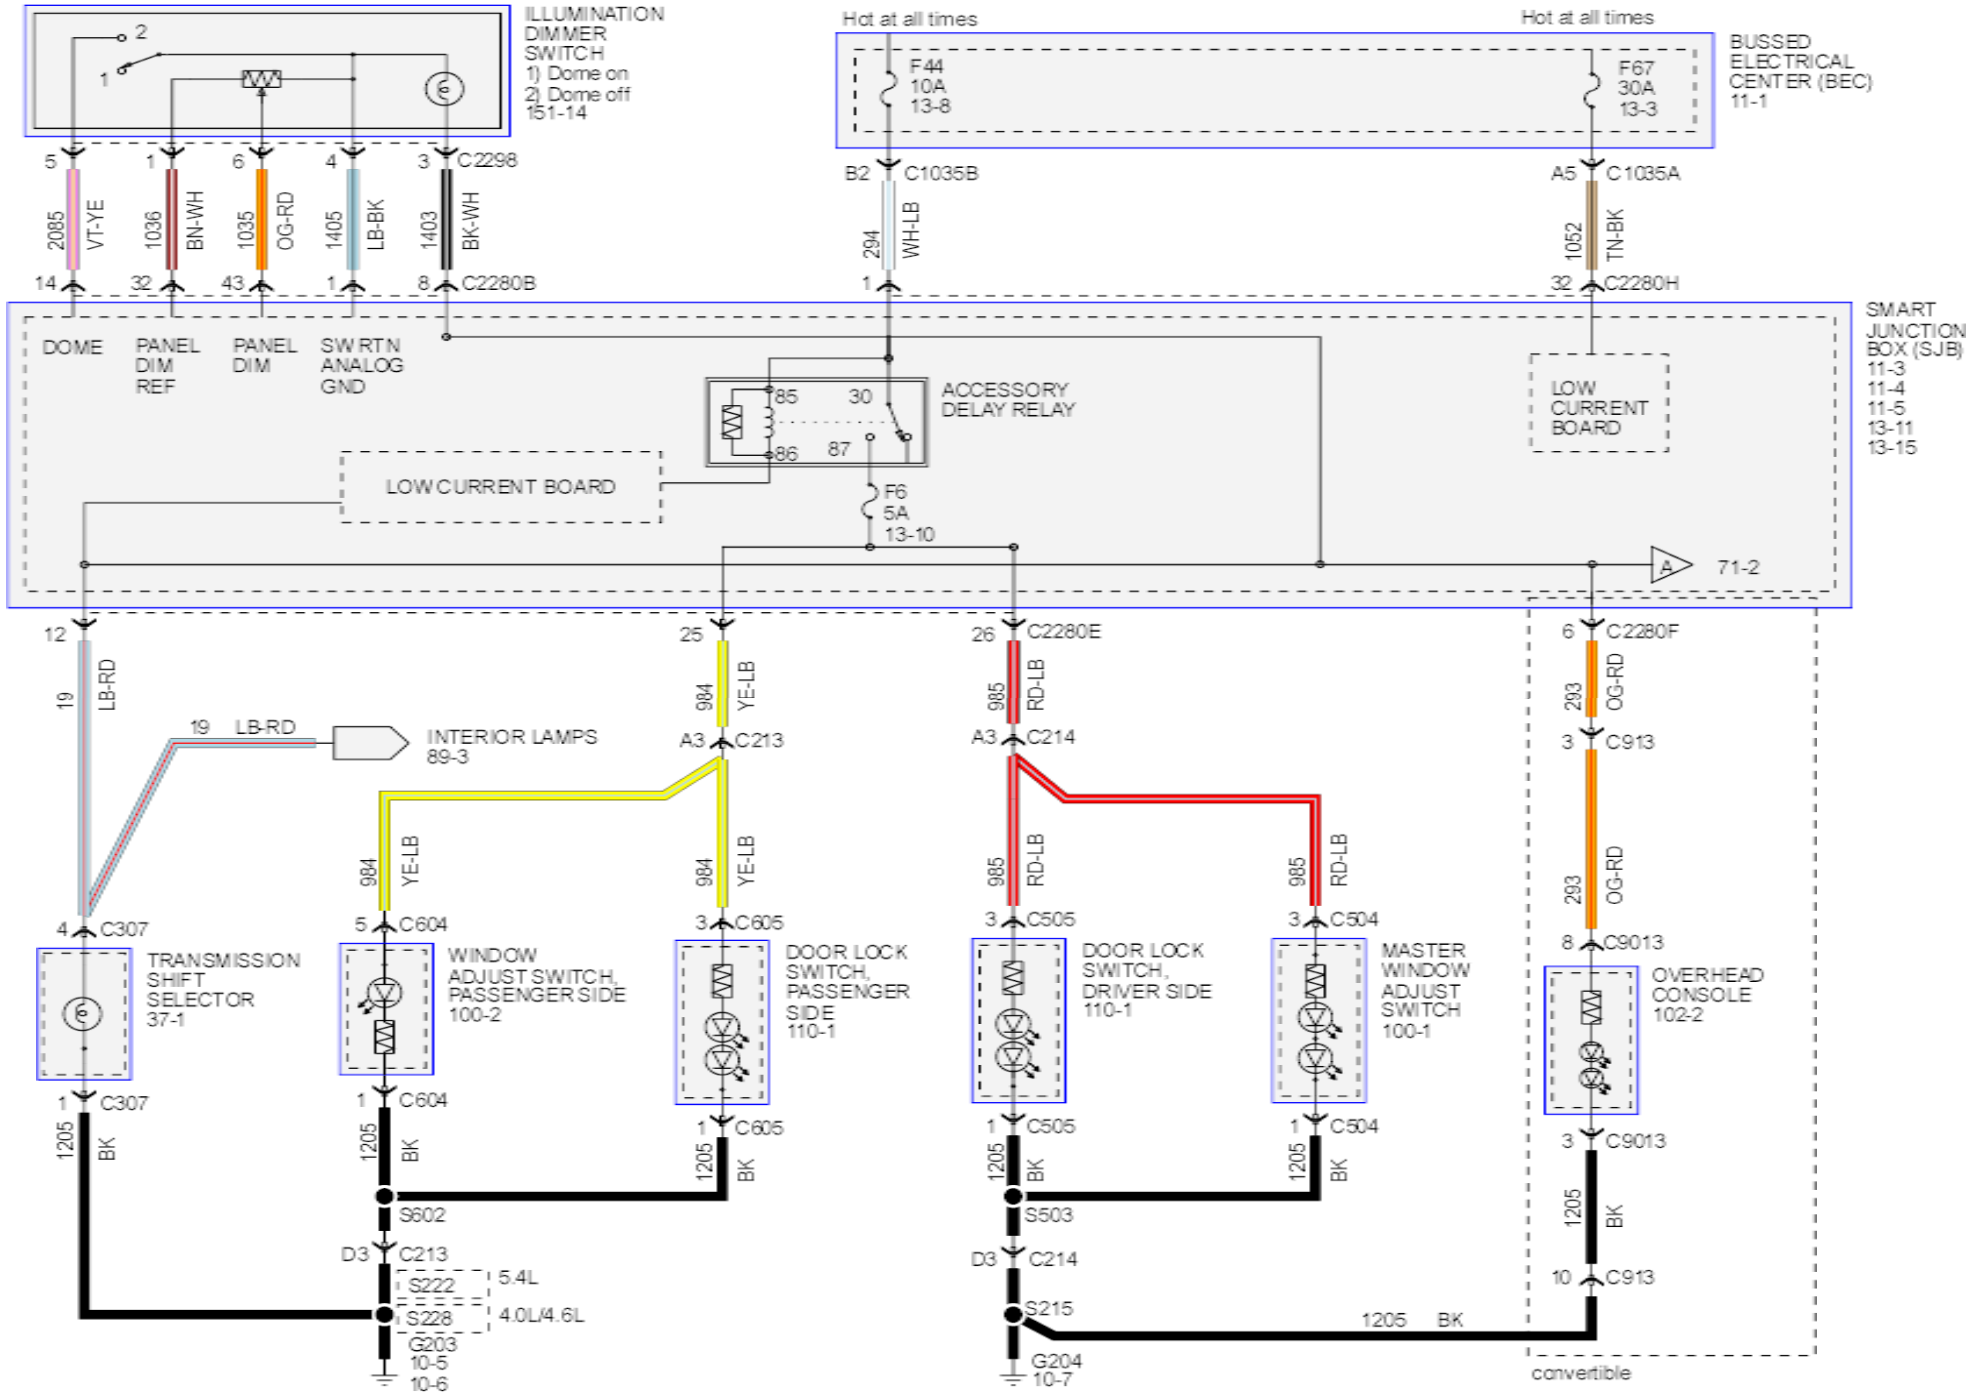 ILLUMINATION
DIMMER
SWITCH
1) Dome on
2) Dome off
151-14
2
1
Hot at all times
Hot at all times
F44
10A
13-8
F67
30A
13-3
BUSSED
ELECTRICAL
CENTER (BEC)
11-1
5
1
6
4
3
C2298
B2
C1035B
A5
C1035A
2085
VT-YE
1036
BN-WH
1035
OG-RD
1405
LB-BK
1403
BK-WH
294
WH-LB
1052
TN-BK
14
32
43
1
8
C2280B
1
32
C2280H
DOME
PANEL
DIM
REF
PANEL
DIM
SW RTN
ANALOG
GND
85
30
86
87
ACCESSORY
DELAY RELAY
LOW
CURRENT
BOARD
SMART
JUNCTION
BOX (SJB)
11-3
11-4
11-5
13-11
13-15
LOW CURRENT BOARD
F6
5A
13-10
A
71-2
12
25
26
C2280E
6
C2280F
19
LB-RD
984
YE-LB
985
RD-LB
293
OG-RD
19
LB-RD
INTERIOR LAMPS
89-3
A3
C213
A3
C214
3
C913
984
YE-LB
984
YE-LB
985
RD-LB
985
RD-LB
293
OG-RD
4
C307
5
C604
3
C605
3
C505
3
C504
8
C9013
TRANSMISSION
SHIFT
SELECTOR
37-1
WINDOW
ADJUST SWITCH,
PASSENGER SIDE
100-2
DOOR LOCK
SWITCH,
PASSENGER
SIDE
110-1
DOOR LOCK
SWITCH,
DRIVER SIDE
110-1
MASTER
WINDOW
ADJUST
SWITCH
100-1
OVERHEAD
CONSOLE
102-2
1
C307
1
C604
1
C605
1
C505
1
C504
3
C9013
1205
BK
1205
BK
1205
BK
1205
BK
1205
BK
1205
BK
S602
S503
D3
C213
D3
C214
10
C913
S222
5.4L
S228
4.0L/4.6L
S215
1205
BK
G203
10-5
10-6
G204
10-7
convertible